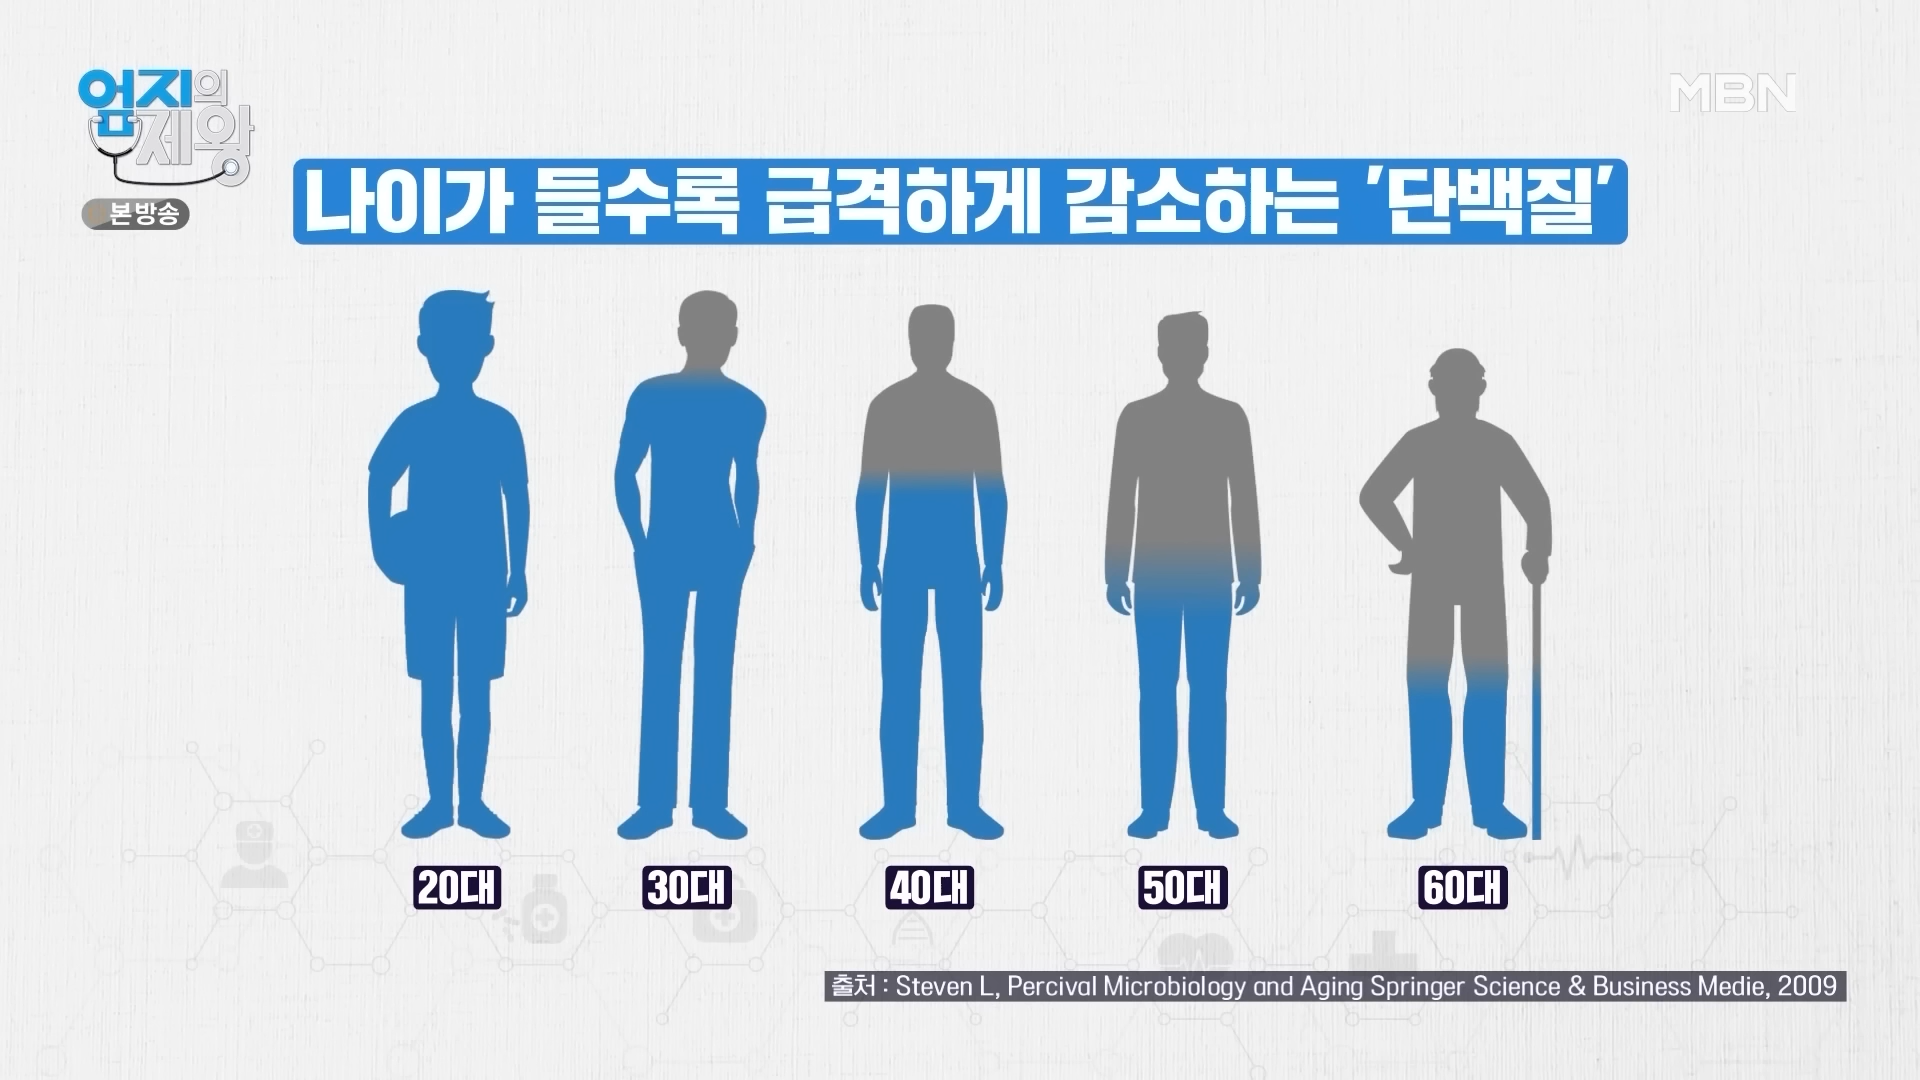 엄지의
제왕
본방송
MBN
나이가 들수록 급격하게 감소하는 '단백질'
20대
30대
40대
50대
60대
출처 : Steven L, Percival Microbiology and Aging Springer Science & Business Medie, 2009